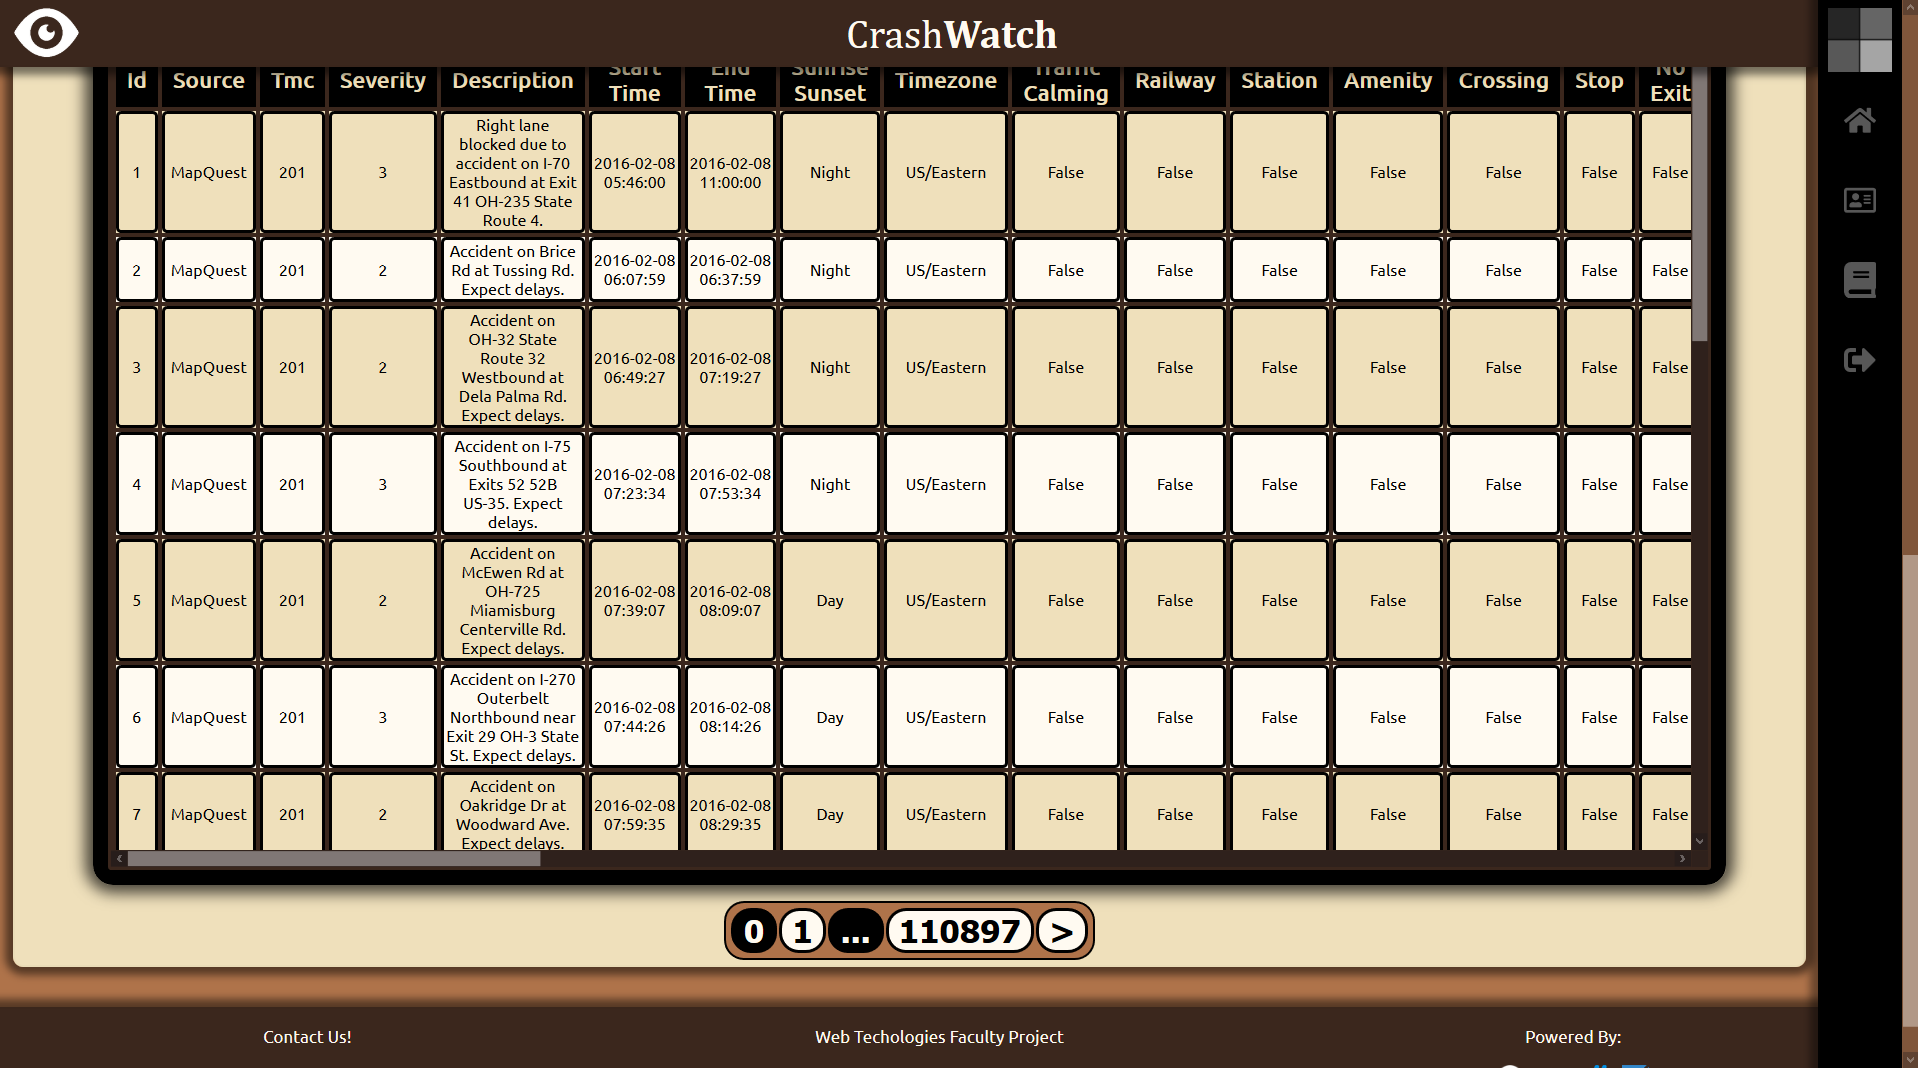 CrashWatch
Id Source Tmc Severity Description Start Time End Time Sunrise Sunset Timezone Traffic Calming Railway Station Amenity Crossing Stop No Exit
1 MapQuest 201 3 Right lane blocked due to accident on I-70 Eastbound at Exit 41 OH-235 State Route 4. 2016-02-08 05:46:00 2016-02-08 11:00:00 Night US/Eastern False False False False False False False
2 MapQuest 201 2 Accident on Brice Rd at Tussing Rd. Expect delays. 2016-02-08 06:07:59 2016-02-08 06:37:59 Night US/Eastern False False False False False False False
3 MapQuest 201 2 Accident on OH-32 State Route 32 Westbound at Dela Palma Rd. Expect delays. 2016-02-08 06:49:27 2016-02-08 07:19:27 Night US/Eastern False False False False False False False
4 MapQuest 201 3 Accident on I-75 Southbound at Exits 52 52B US-35. Expect delays. 2016-02-08 07:23:34 2016-02-08 07:53:34 Night US/Eastern False False False False False False False
5 MapQuest 201 2 Accident on McEwen Rd at OH-725 Miamisburg Centerville Rd. Expect delays. 2016-02-08 07:39:07 2016-02-08 08:09:07 Day US/Eastern False False False False False False False
6 MapQuest 201 3 Accident on I-270 Outerbelt Northbound near Exit 29 OH-3 State St. Expect delays. 2016-02-08 07:44:26 2016-02-08 08:14:26 Day US/Eastern False False False False False False False
7 MapQuest 201 2 Accident on Oakridge Dr at Woodward Ave. Expect delays. 2016-02-08 07:59:35 2016-02-08 08:29:35 Day US/Eastern False False False False False False False
0 1 ... 110897 >
Contact Us! Web Techologies Faculty Project Powered By: